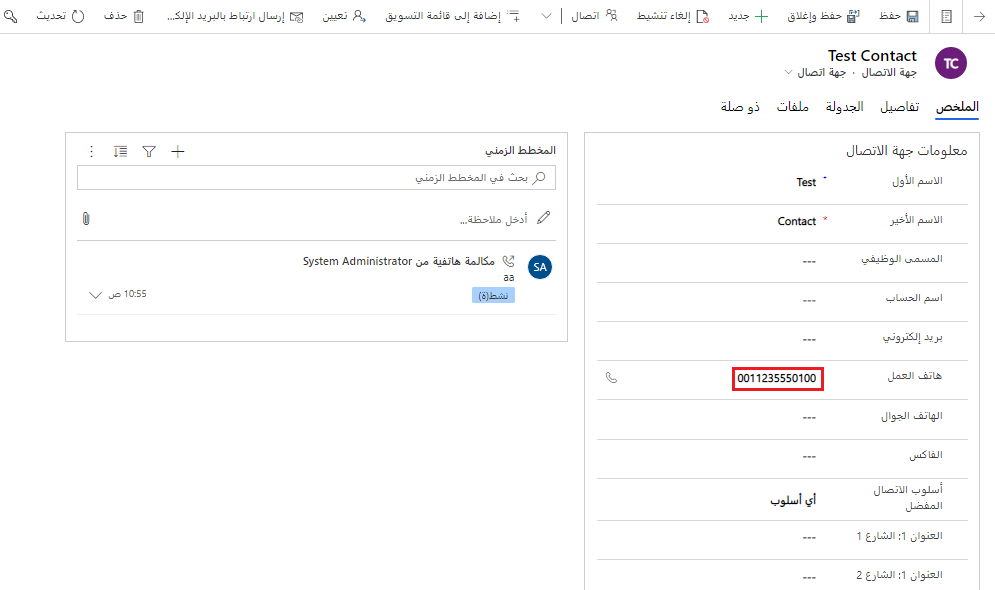 حفظ
حفظ وإغلاق
جديد
إلغاء تنشيط
اتصال
إضافة إلى قائمة التسويق
تعيين
إرسال ارتباط بالبريد الإلك...
حذف
تحديث
TC
Test Contact
جهة الاتصال · جهة اتصال
الملخص
تفاصيل
الجدولة
ملفات
ذو صلة
معلومات جهة الاتصال
الاسم الأول
* Test
الاسم الأخير
* Contact
المسمى الوظيفي
---
اسم الحساب
---
بريد إلكتروني
---
هاتف العمل
0011235550100
الهاتف الجوال
---
الفاكس
---
أسلوب الاتصال
المفضل
أي أسلوب
العنوان 1: الشارع 1
---
العنوان 1: الشارع 2
---
المخطط الزمني
بحث في المخطط الزمني
أدخل ملاحظة...
SA
مكالمة هاتفية من System Administrator
aa
نشط(ة)
10:55 ص